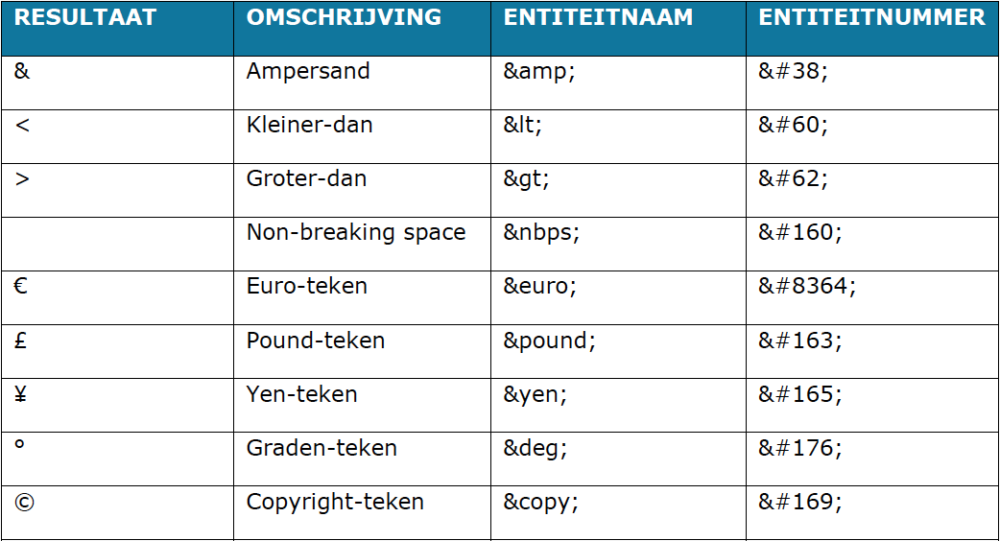 RESULTAAT OMSCHRIJVING ENTITEITNAAM ENTITEITNUMMER
& Ampersand &amp; &#38;
< Kleiner-dan &lt; &#60;
> Groter-dan &gt; &#62;
Non-breaking space &nbps; &#160;
€ Euro-teken &euro; &#8364;
£ Pound-teken &pound; &#163;
¥ Yen-teken &yen; &#165;
° Graden-teken &deg; &#176;
© Copyright-teken &copy; &#169;